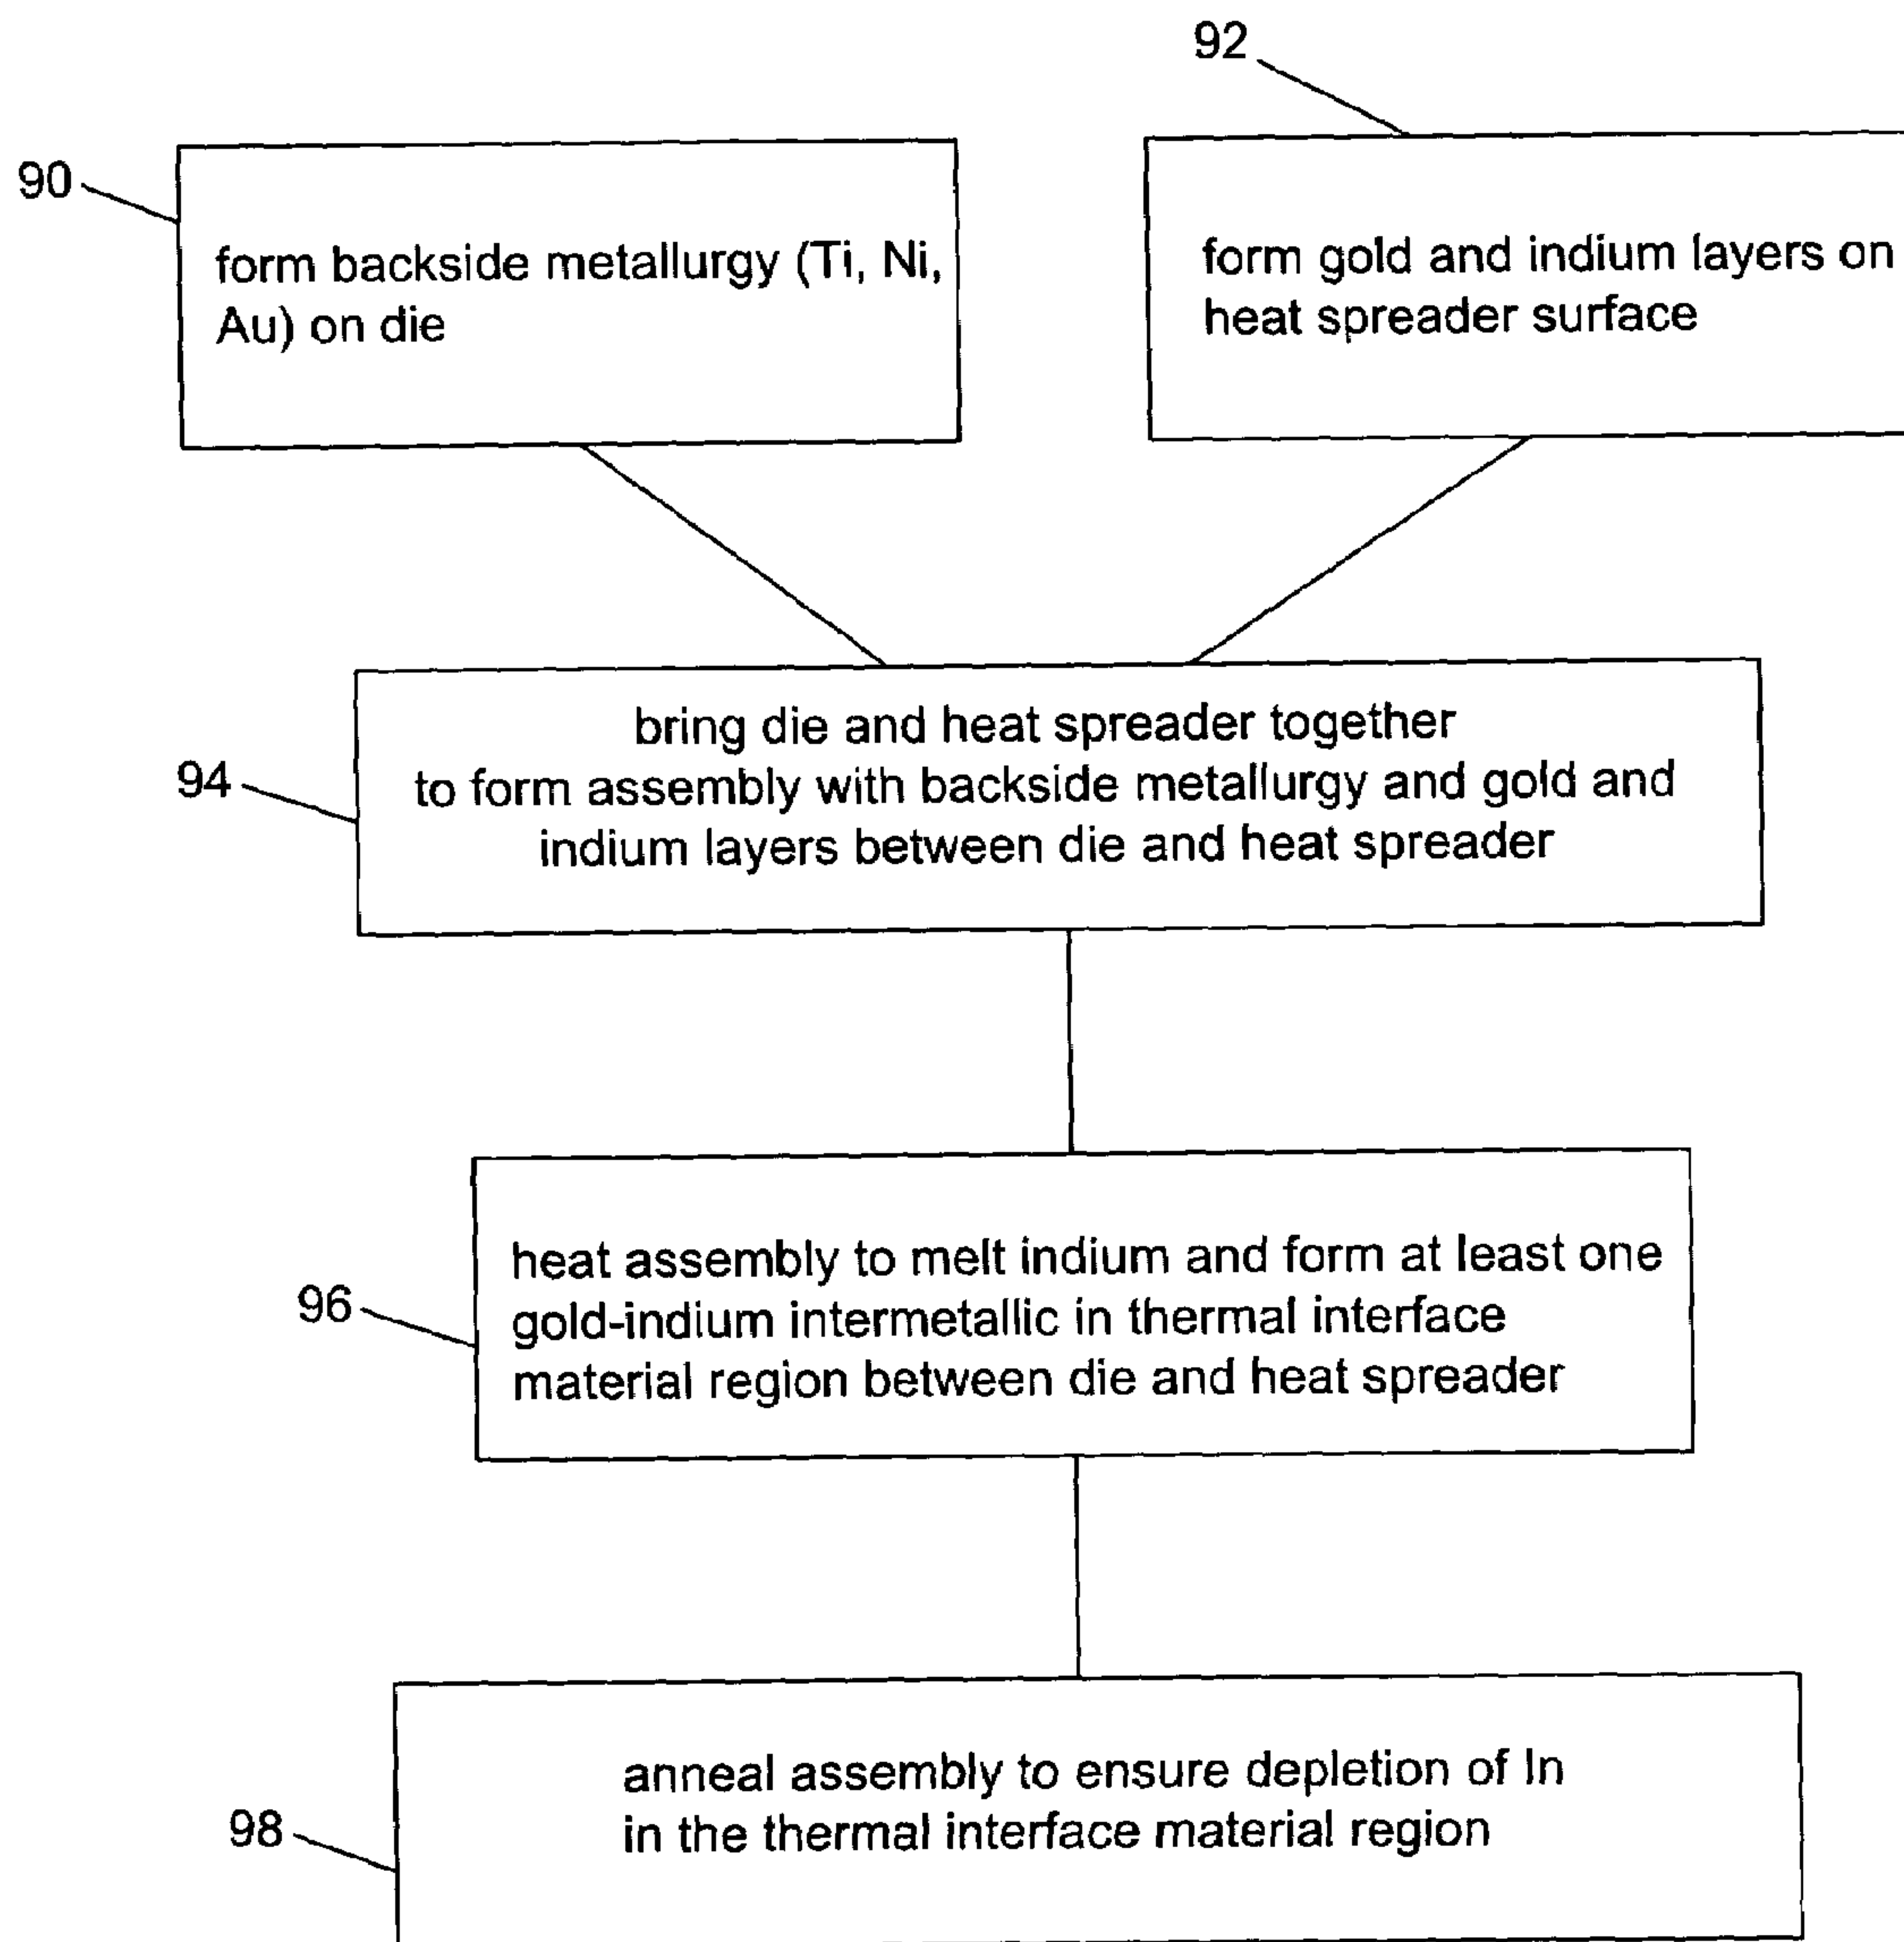 92
90
form backside metallurgy (Ti, Ni,
Au) on die
form gold and indium layers on
heat spreader surface
94
bring die and heat spreader together
to form assembly with backside metallurgy and gold and
indium layers between die and heat spreader
96
heat assembly to melt indium and form at least one
gold-indium intermetallic in thermal interface
material region between die and heat spreader
98
anneal assembly to ensure depletion of In
in the thermal interface material region